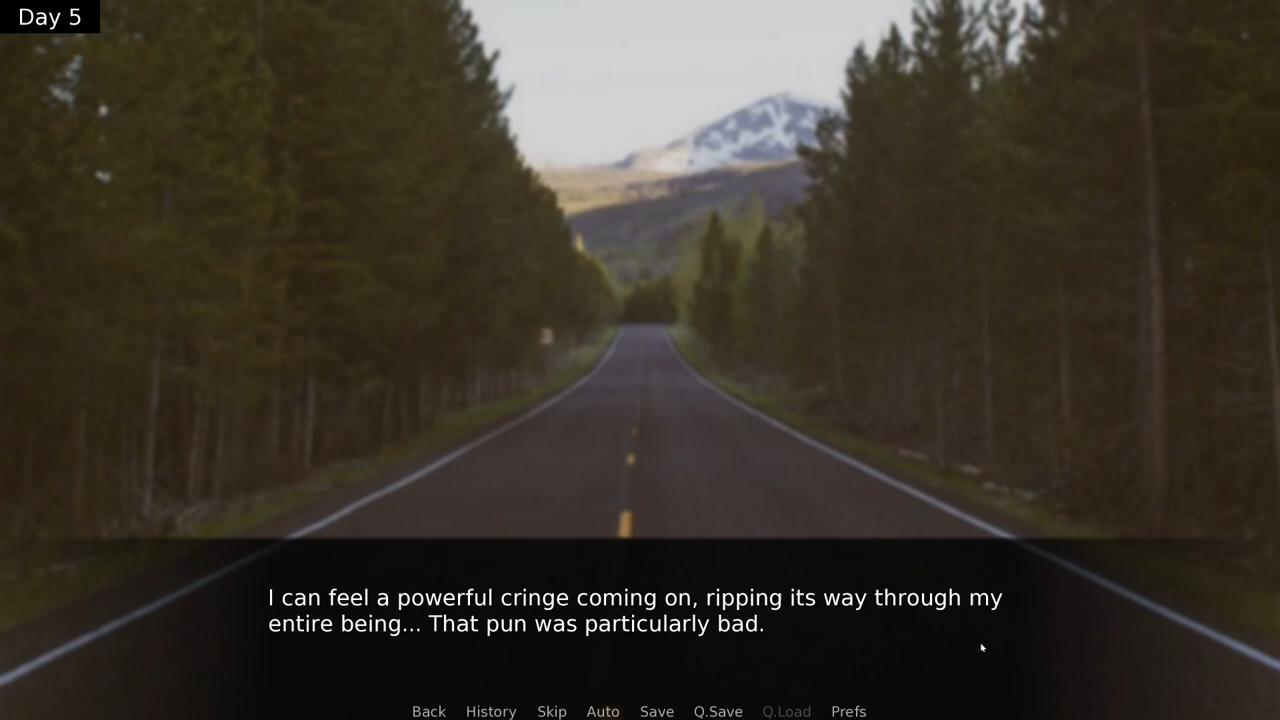 Day 5
I can feel a powerful cringe coming on, ripping its way through my
entire being... That pun was particularly bad.
Back History Skip Auto Save Q.Save Q.Load Prefs